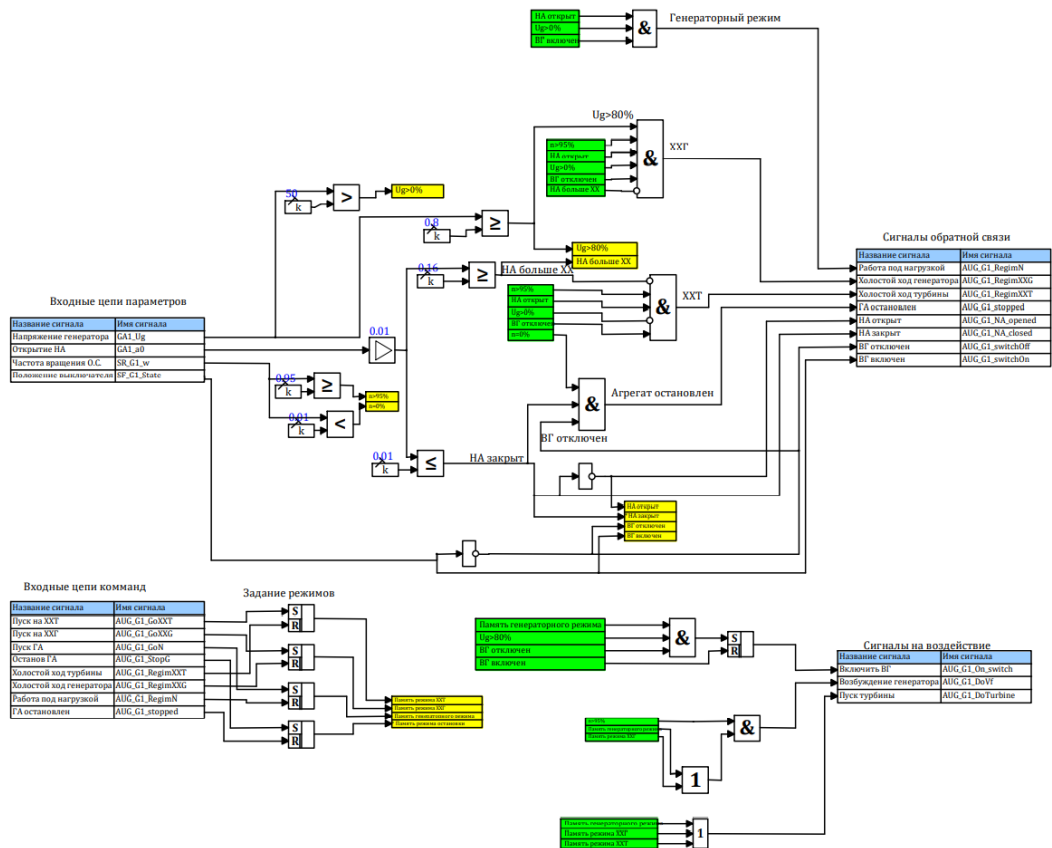 НА открыт
Ug>0%
ВГ включен
&
Генераторный режим
Ug>80%
n>95%
НА открыт
Ug>0%
ВГ отключен
НА больше ХХ
&
ХХГ
50
k
>
Ug>0%
0.8
k
≥
Ug>80%
НА больше ХХ
0.16
k
≥
НА больше ХХ
n>95%
НА открыт
Ug>0%
ВГ отключен
n=0%
&
ХХТ
Сигналы обратной связи
Название сигнала Имя сигнала
Работа под нагрузкой AUG_G1_RegimN
Холостой ход генератора AUG_G1_RegimXXG
Холостой ход турбины AUG_G1_RegimXXT
ГА остановлен AUG_G1_stopped
НА открыт AUG_G1_NA_opened
НА закрыт AUG_G1_NA_closed
ВГ отключен AUG_G1_switchOff
ВГ включен AUG_G1_switchOn
Входные цепи параметров
Название сигнала Имя сигнала
Напряжение генератора GA1_Ug
Открытие НА GA1_a0
Частота вращения О.С. SR_G1_w
Положение выключателя SF_G1_State
0.01
0.95
k
≥
n>95%
n=0%
0.01
k
<
&
Агрегат остановлен
ВГ отключен
0.01
k
≤
НА закрыт
НА открыт
НА закрыт
ВГ отключен
ВГ включен
Входные цепи комманд
Название сигнала Имя сигнала
Пуск на ХХТ AUG_G1_GoXXT
Пуск на ХХГ AUG_G1_GoXXG
Пуск ГА AUG_G1_GoN
Останов ГА AUG_G1_StopG
Холостой ход турбины AUG_G1_RegimXXT
Холостой ход генератора AUG_G1_RegimXXG
Работа под нагрузкой AUG_G1_RegimN
ГА остановлен AUG_G1_stopped
Задание режимов
S
R
S
R
S
R
S
R
Память режима ХХТ
Память режима ХХГ
Память генераторного режима
Память режима останова
Память генераторного режима
Ug>80%
ВГ отключен
ВГ включен
&
S
R
Сигналы на воздействие
Название сигнала Имя сигнала
Включить ВГ AUG_G1_On_switch
Возбуждение генератора AUG_G1_DoVf
Пуск турбины AUG_G1_DoTurbine
n>95%
Память генераторного режима
Память режима ХХГ
&
1
Память генераторного режима
Память режима ХХГ
Память режима ХХТ
1